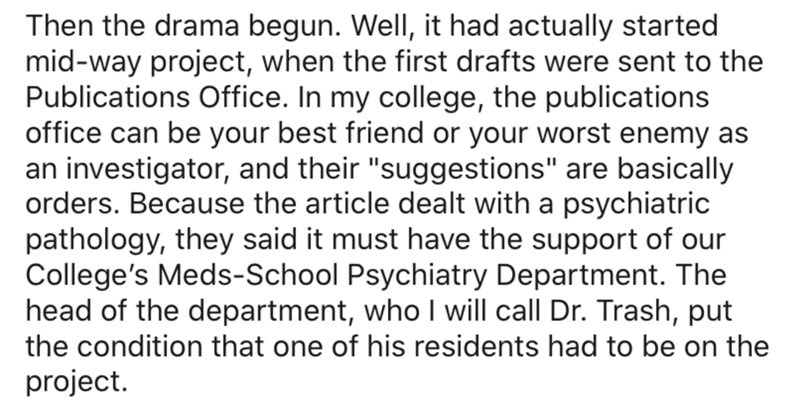 Then the drama begun. Well, it had actually started
mid-way project, when the first drafts were sent to the
Publications Office. In my college, the publications
office can be your best friend or your worst enemy as
an investigator, and their "suggestions" are basically
orders. Because the article dealt with a psychiatric
pathology, they said it must have the support of our
College’s Meds-School Psychiatry Department. The
head of the department, who I will call Dr. Trash, put
the condition that one of his residents had to be on the
project.